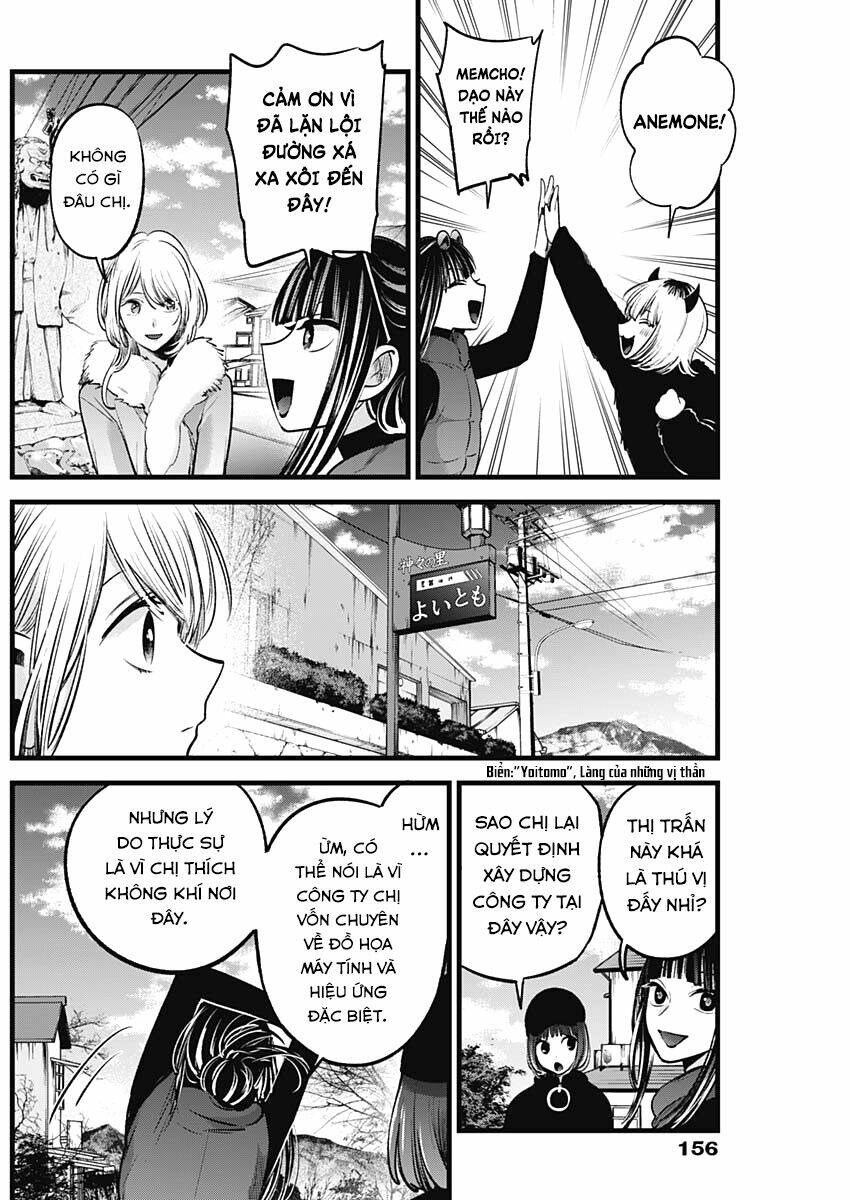 ANEMONE!
MEMCHO!
DẠO NÀY
THẾ NÀO
RỒI?
CẢM ƠN VÌ
ĐÃ LẶN LỘI
ĐƯỜNG XÁ
XA XÔI ĐẾN
ĐÂY!
KHÔNG
CÓ GÌ
ĐÂU CHỊ.
神々の里
よいとも
Biển:"Yoitomo", Làng của những vị thần
THỊ TRẤN
NÀY KHÁ
LÀ THÚ VỊ
ĐẤY NHỈ?
SAO CHỊ LẠI
QUYẾT ĐỊNH
XÂY DỰNG
CÔNG TY TẠI
ĐÂY VẬY?
HỪM
...
ỪM, CÓ
THỂ NÓI LÀ VÌ
CÔNG TY CHỊ
VỐN CHUYÊN
VỀ ĐỒ HỌA
MÁY TÍNH VÀ
HIỆU ỨNG
ĐẶC BIỆT.
NHƯNG LÝ
DO THỰC SỰ
LÀ VÌ CHỊ THÍCH
KHÔNG KHÍ NƠI
ĐÂY.
156